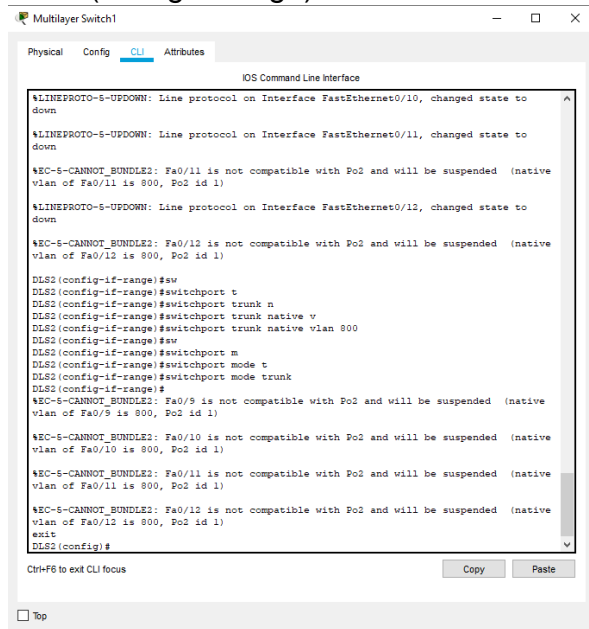 Multilayer Switch1
Physical Config CLI Attributes
IOS Command Line Interface
%LINEPROTO-5-UPDOWN: Line protocol on Interface FastEthernet0/10, changed state to
down
%LINEPROTO-5-UPDOWN: Line protocol on Interface FastEthernet0/11, changed state to
down
%EC-5-CANNOT_BUNDLE2: Fa0/11 is not compatible with Po2 and will be suspended (native
vlan of Fa0/11 is 800, Po2 id 1)
%LINEPROTO-5-UPDOWN: Line protocol on Interface FastEthernet0/12, changed state to
down
%EC-5-CANNOT_BUNDLE2: Fa0/12 is not compatible with Po2 and will be suspended (native
vlan of Fa0/12 is 800, Po2 id 1)
DLS2(config-if-range)#sw
DLS2(config-if-range)#switchport t
DLS2(config-if-range)#switchport trunk n
DLS2(config-if-range)#switchport trunk native v
DLS2(config-if-range)#switchport trunk native vlan 800
DLS2(config-if-range)#sw
DLS2(config-if-range)#switchport m
DLS2(config-if-range)#switchport mode t
DLS2(config-if-range)#switchport mode trunk
DLS2(config-if-range)#
%EC-5-CANNOT_BUNDLE2: Fa0/9 is not compatible with Po2 and will be suspended (native
vlan of Fa0/9 is 800, Po2 id 1)
%EC-5-CANNOT_BUNDLE2: Fa0/10 is not compatible with Po2 and will be suspended (native
vlan of Fa0/10 is 800, Po2 id 1)
%EC-5-CANNOT_BUNDLE2: Fa0/11 is not compatible with Po2 and will be suspended (native
vlan of Fa0/11 is 800, Po2 id 1)
%EC-5-CANNOT_BUNDLE2: Fa0/12 is not compatible with Po2 and will be suspended (native
vlan of Fa0/12 is 800, Po2 id 1)
exit
DLS2(config)#
Ctrl+F6 to exit CLI focus
Copy Paste
Top